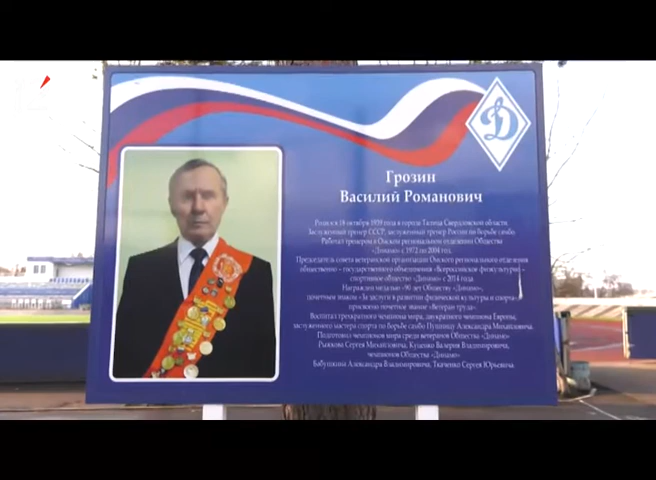 Д
Грозин
Василий Романович
Родился 18 октября 1939 в городе Талица Свердловской области.
Заслуженный тренер СССР, заслуженный тренер России по борьбе самбо.
Работал тренером в Омском региональном отделении Общества
«Динамо» с 1972 по 2004 год.
Председатель совета ветеранской организации Омского регионального отделения
общественно – государственного объединения «Всероссийское физкультурно –
спортивное общество «Динамо» с 2014 года.
Награжден медалью «90 лет «Динамо»,
почетным знаком «За заслуги в развитии физической культуры и спорта»,
присвоено почетное звание «Ветеран труда».
Воспитал трехкратного чемпиона мира, двухкратного чемпиона Европы,
заслуженного мастера спорта по борьбе самбо Пушницу Александра Михайловича.
Подготовил чемпионов мира среди ветеранов Общества «Динамо»
Рыжкова Сергея Михайловича, Куценко Валерия Владимировича,
чемпионов Общества «Динамо»
Бабушкина Александра Владимировича, Ткаченко Сергея Юрьевича.